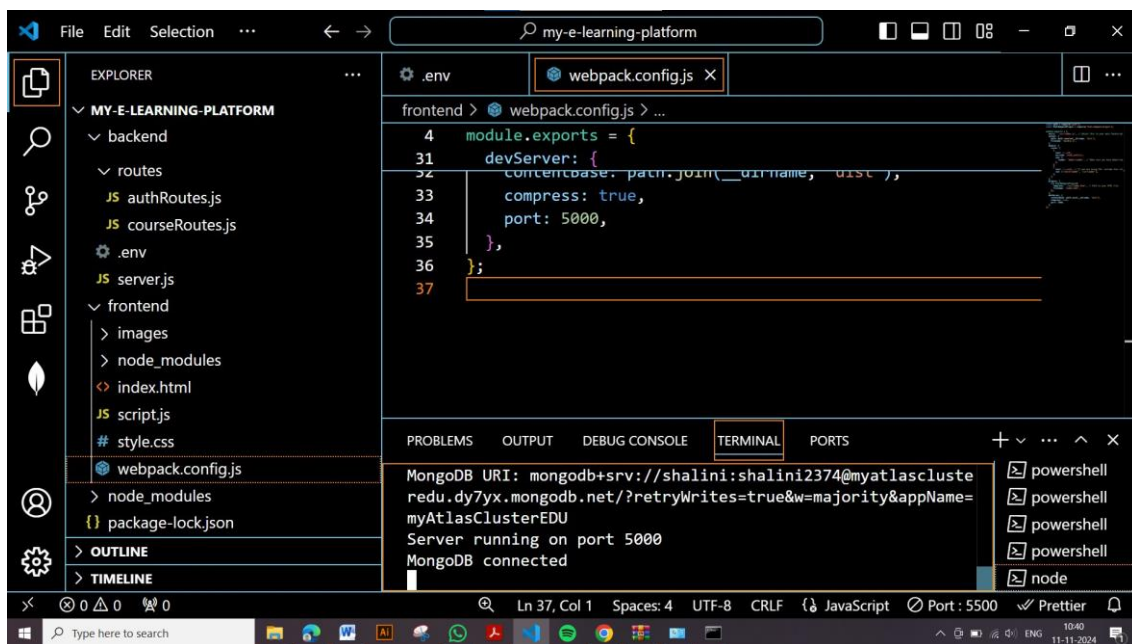 File Edit Selection ··· ← → my-e-learning-platform
EXPLORER ···
MY-E-LEARNING-PLATFORM
backend
routes
JS authRoutes.js
JS courseRoutes.js
.env
JS server.js
frontend
images
node_modules
<> index.html
JS script.js
# style.css
webpack.config.js
node_modules
{} package-lock.json
OUTLINE
TIMELINE
.env webpack.config.js ×
frontend > webpack.config.js > ...
4 module.exports = {
31 devServer: {
32 contentBase: path.join(__dirname, 'dist'),
33 compress: true,
34 port: 5000,
35 },
36 };
37
PROBLEMS OUTPUT DEBUG CONSOLE TERMINAL PORTS
MongoDB URI: mongodb+srv://shalini:shalini2374@myatlascluste
redu.dy7yx.mongodb.net/?retryWrites=true&w=majority&appName=
myAtlasClusterEDU
Server running on port 5000
MongoDB connected
powershell
powershell
powershell
powershell
node
0 0 0 Ln 37, Col 1 Spaces: 4 UTF-8 CRLF {} JavaScript Port : 5500 Prettier
Type here to search ENG 10:40
11-11-2024